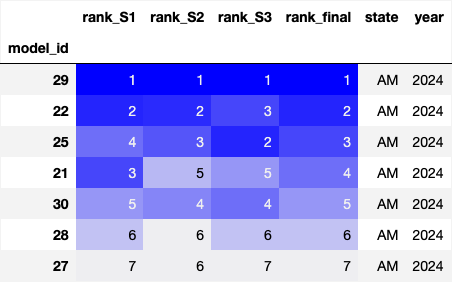 rank_S1 rank_S2 rank_S3 rank_final state year
model_id
29 1 1 1 1 AM 2024
22 2 2 3 2 AM 2024
25 4 3 2 3 AM 2024
21 3 5 5 4 AM 2024
30 5 4 4 5 AM 2024
28 6 6 6 6 AM 2024
27 7 6 7 7 AM 2024